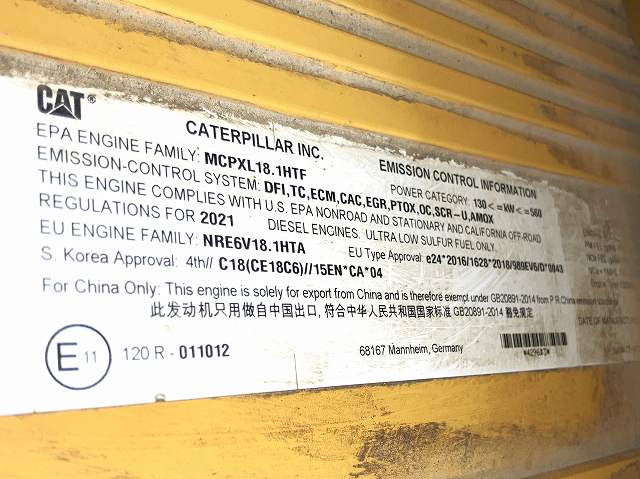 CAT®
CATERPILLAR INC.
EMISSION CONTROL INFORMATION
EPA ENGINE FAMILY: MCPXL18.1HTF
POWER CATEGORY: 130<=kW<=560
EMISSION-CONTROL SYSTEM: DFI,TC,ECM,CAC,EGR,PTOX,OC,SCR-U,AMOX
THIS ENGINE COMPLIES WITH U.S. EPA NONROAD AND STATIONARY AND CALIFORNIA OFF-ROAD
REGULATIONS FOR 2021 DIESEL ENGINES. ULTRA LOW SULFUR FUEL ONLY.
EU ENGINE FAMILY: NRE6V18.1HTA EU Type Approval: e24*2016/1628*2018/989EV6/D*0043
S. Korea Approval: 4th// C18(CE18C6)//15EN*CA*04
For China Only: This engine is solely for export from China and is therefore exempt under GB20891-2014 from P.R.China
此发动机只用做自中国出口, 符合中华人民共和国国家标准 GB20891-2014 豁免规定
E 11 120 R - 011012 68167 Mannheim, Germany